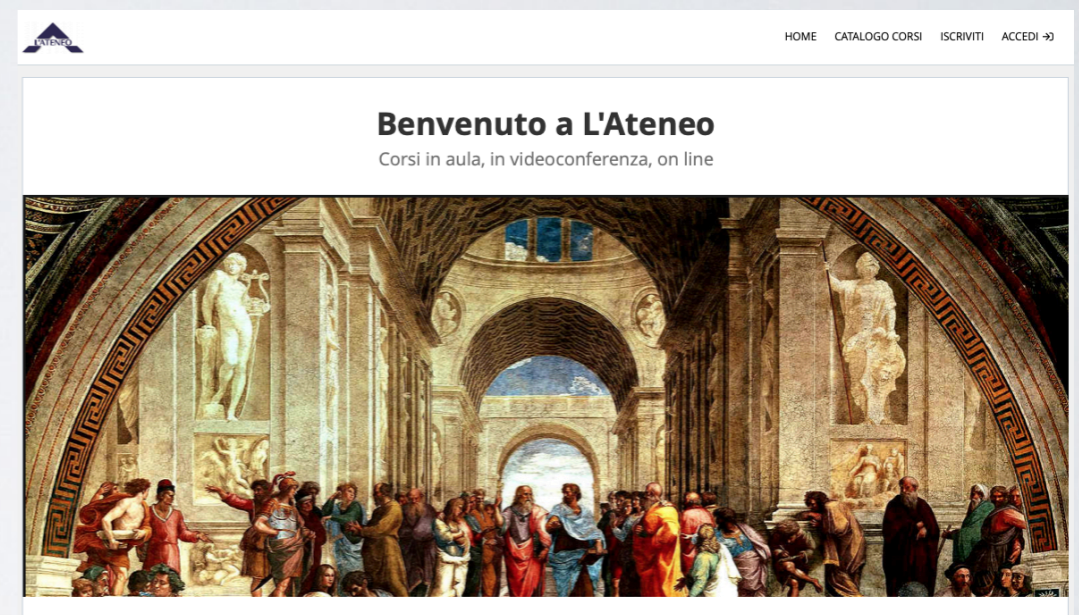 L'ATENEO
HOME CATALOGO CORSI ISCRIVITI ACCEDI
Benvenuto a L'Ateneo
Corsi in aula, in videoconferenza, on line